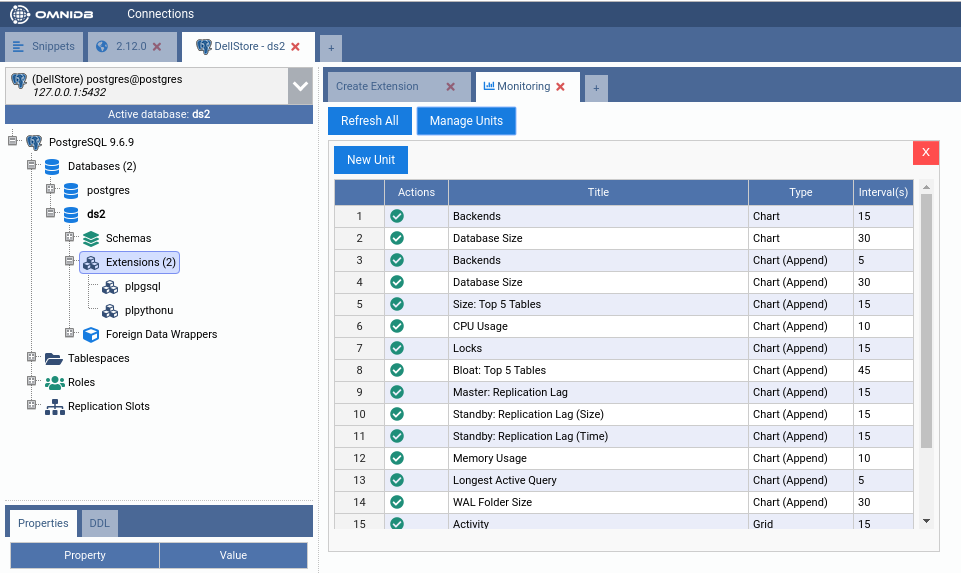 OMNIDB Connections
Snippets 2.12.0 DellStore - ds2 +
(DellStore) postgres@postgres
127.0.0.1:5432
Active database: ds2
PostgreSQL 9.6.9
Databases (2)
postgres
ds2
Schemas
Extensions (2)
plpgsql
plpythonu
Foreign Data Wrappers
Tablespaces
Roles
Replication Slots
Properties DDL
Property Value
Create Extension Monitoring +
Refresh All Manage Units
X
New Unit
Actions Title Type Interval(s)
1 Backends Chart 15
2 Database Size Chart 30
3 Backends Chart (Append) 5
4 Database Size Chart (Append) 30
5 Size: Top 5 Tables Chart (Append) 15
6 CPU Usage Chart (Append) 10
7 Locks Chart (Append) 15
8 Bloat: Top 5 Tables Chart (Append) 45
9 Master: Replication Lag Chart (Append) 15
10 Standby: Replication Lag (Size) Chart (Append) 15
11 Standby: Replication Lag (Time) Chart (Append) 15
12 Memory Usage Chart (Append) 10
13 Longest Active Query Chart (Append) 5
14 WAL Folder Size Chart (Append) 30
15 Activity Grid 15